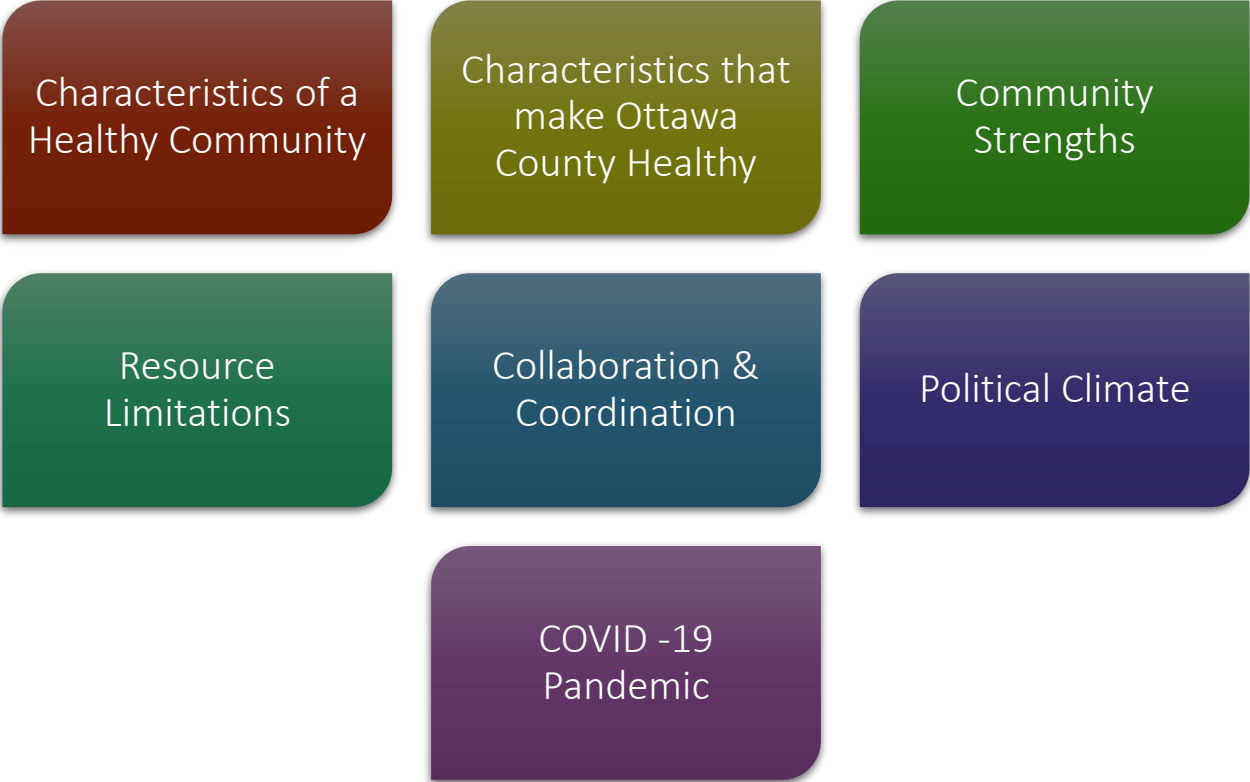 Characteristics of a
Healthy Community
Characteristics that
make Ottawa
County Healthy
Community
Strengths
Resource
Limitations
Collaboration &
Coordination
Political Climate
COVID -19
Pandemic